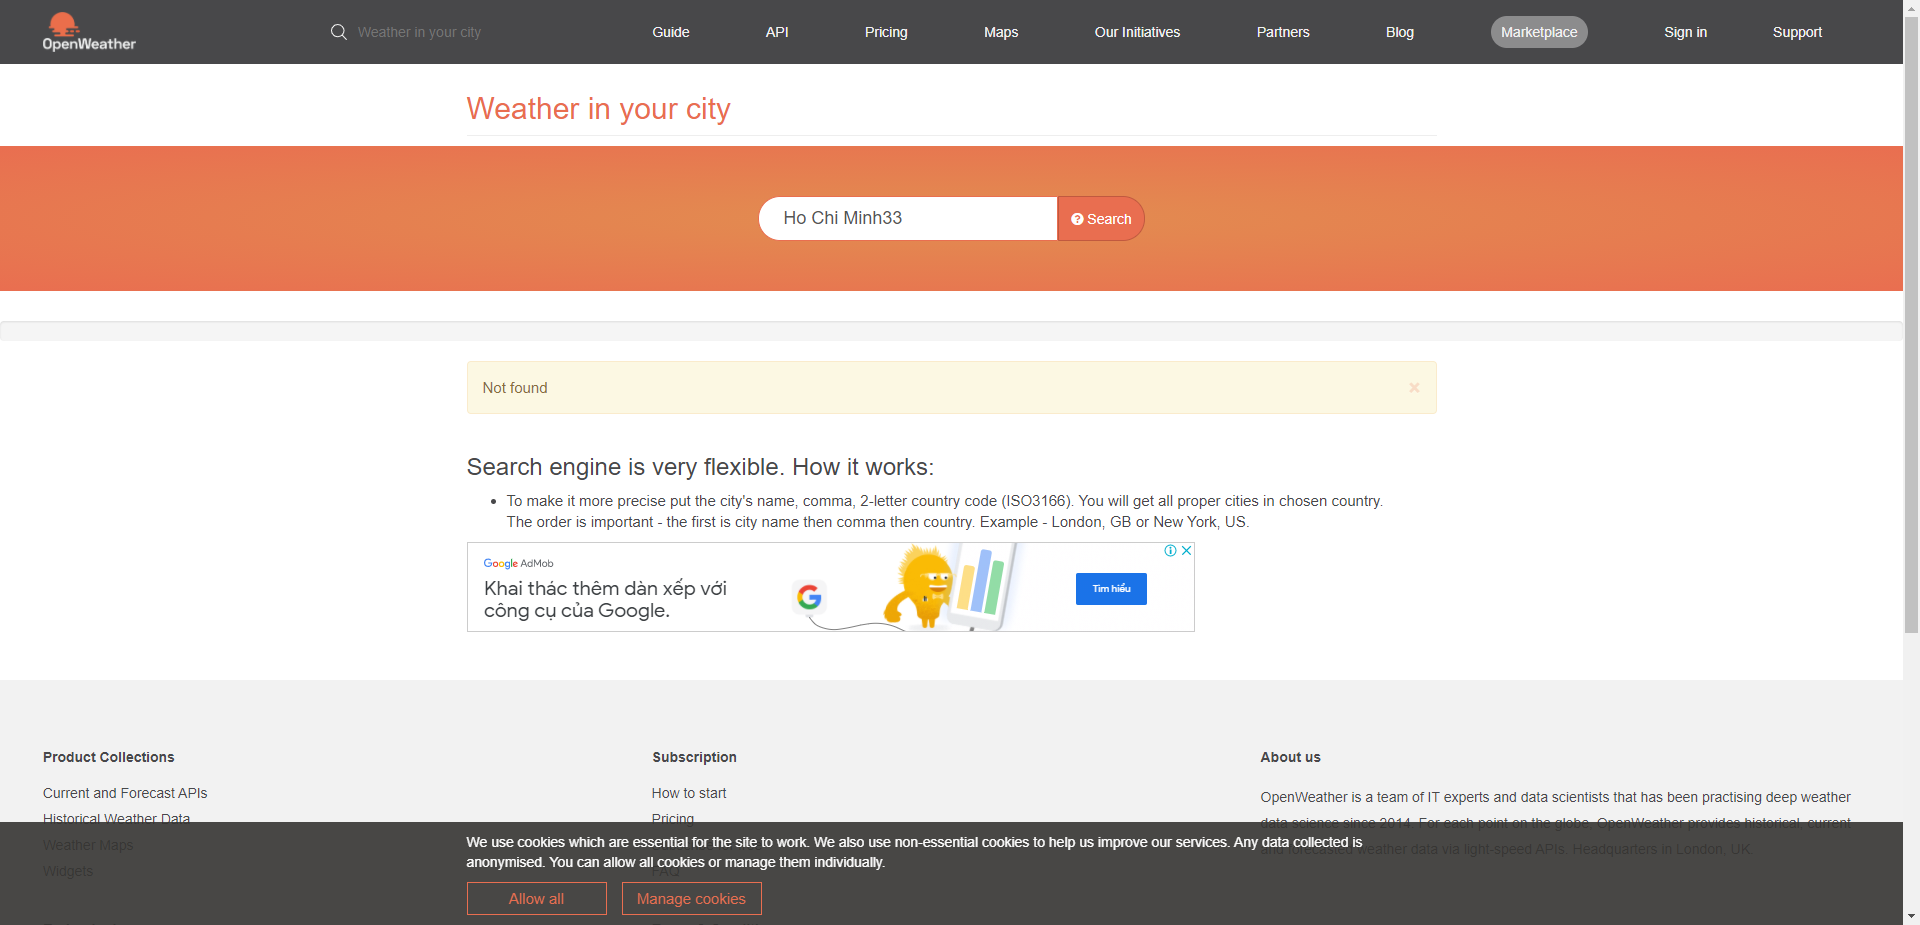 OpenWeather
Weather in your city
Guide
API
Pricing
Maps
Our Initiatives
Partners
Blog
Marketplace
Sign in
Support
Weather in your city
Ho Chi Minh33
Search
Not found
Search engine is very flexible. How it works:
To make it more precise put the city's name, comma, 2-letter country code (ISO3166). You will get all proper cities in chosen country.
The order is important - the first is city name then comma then country. Example - London, GB or New York, US.
Google AdMob
Khai thác thêm dàn xếp với
công cụ của Google.
Tìm hiểu
Product Collections
Current and Forecast APIs
Historical Weather Data
Weather Maps
Widgets
Subscription
How to start
Pricing
FAQ
About us
OpenWeather is a team of IT experts and data scientists that has been practising deep weather
data science since 2014. For each point on the globe, OpenWeather provides historical, current
and forecasted weather data via light-speed APIs. Headquarters in London, UK.
We use cookies which are essential for the site to work. We also use non-essential cookies to help us improve our services. Any data collected is
anonymised. You can allow all cookies or manage them individually.
Allow all
Manage cookies